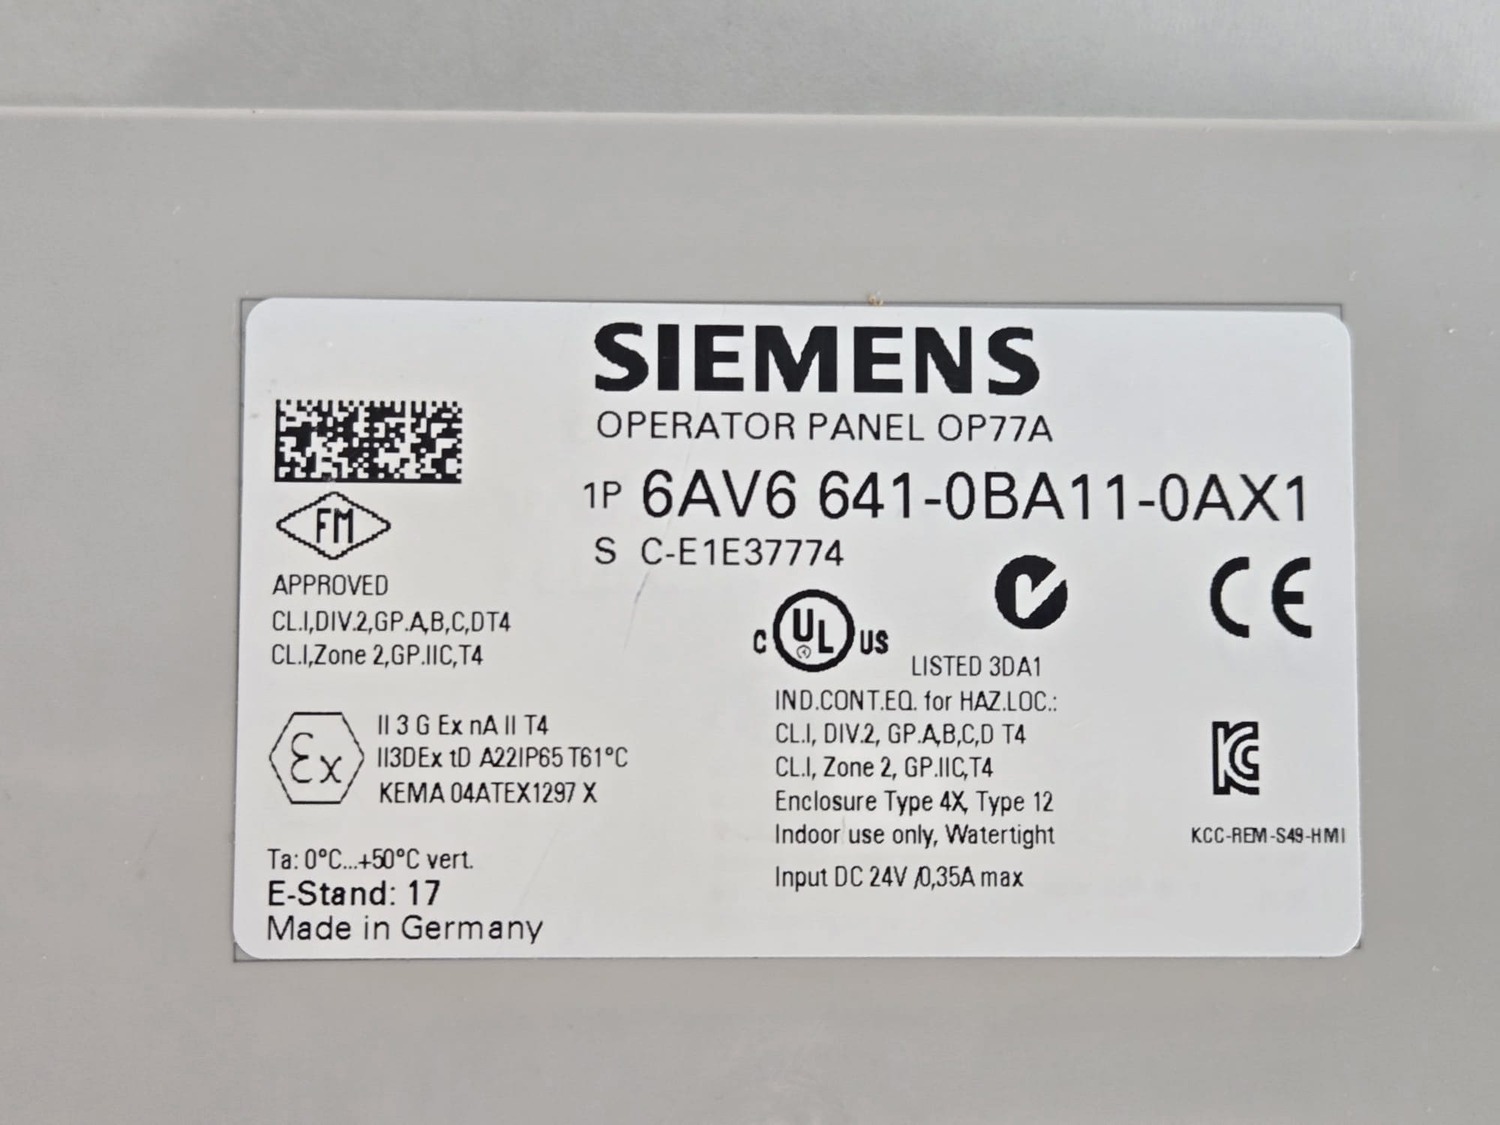 SIEMENS
OPERATOR PANEL OP77A
1P 6AV6 641-0BA11-0AX1
S C-E1E37774
FM
APPROVED
CL.I,DIV.2,GP.A,B,C,DT4
CL.I,Zone 2,GP.IIC,T4
Ex
II 3 G Ex nA II T4
II3DEx tD A22IP65 T61°C
KEMA 04ATEX1297 X
Ta: 0°C...+50°C vert.
E-Stand: 17
Made in Germany
C UL US
LISTED 3DA1
IND.CONT.EQ. for HAZ.LOC.:
CL.I, DIV.2, GP.A,B,C,D T4
CL.I, Zone 2, GP.IIC,T4
Enclosure Type 4X, Type 12
Indoor use only, Watertight
Input DC 24V /0,35A max
CE
KC
KCC-REM-S49-HMI